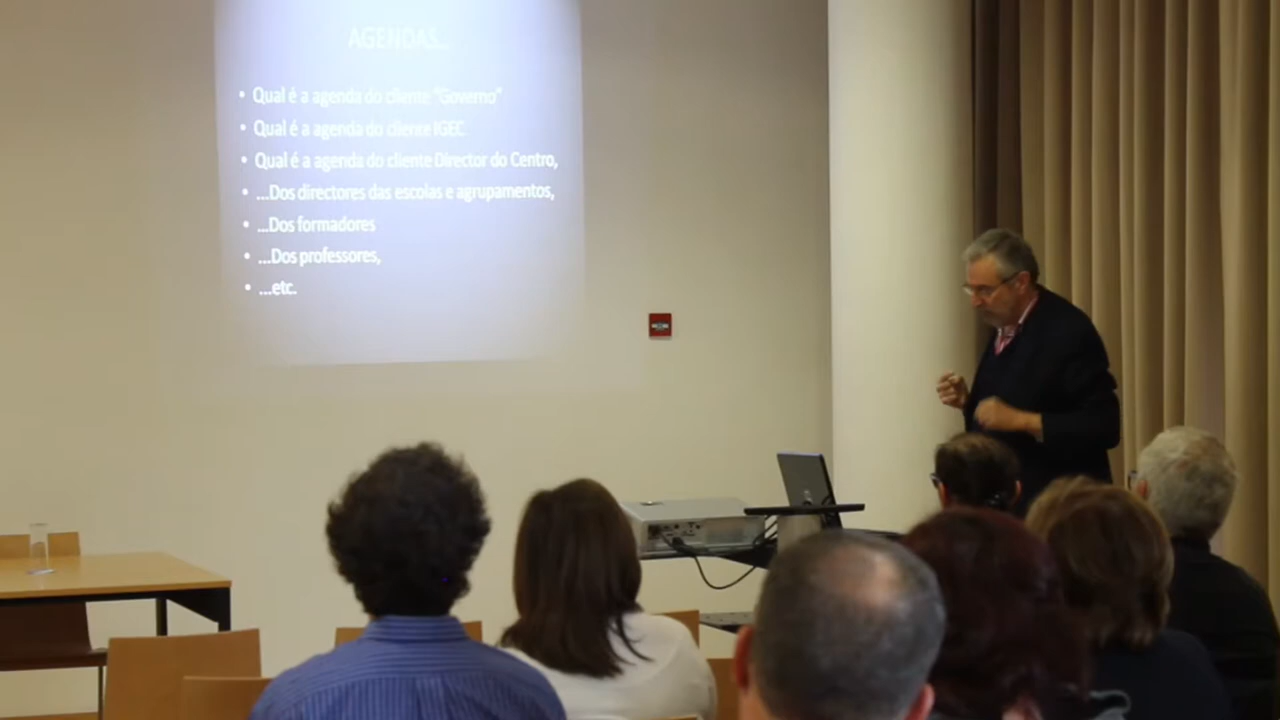 AGENDAS...
• Qual é a agenda do cliente "Governo"
• Qual é a agenda do cliente IGEC
• Qual é a agenda do cliente Director do Centro,
• ...Dos directores das escolas e agrupamentos,
• ...Dos formadores
• ...Dos professores,
• ...etc.